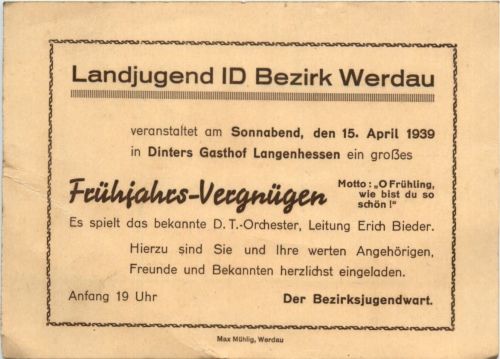 Landjugend ID Bezirk Werdau
veranstaltet am Sonnabend, den 15. April 1939
in Dinters Gasthof Langenhessen ein großes
Frühjahrs-Vergnügen
Motto: „O Frühling,
wie bist du so
schön!"
Es spielt das bekannte D. T.-Orchester, Leitung Erich Bieder.
Hierzu sind Sie und Ihre werten Angehörigen,
Freunde und Bekannten herzlichst eingeladen.
Anfang 19 Uhr
Der Bezirksjugendwart.
Max Mühlig, Werdau